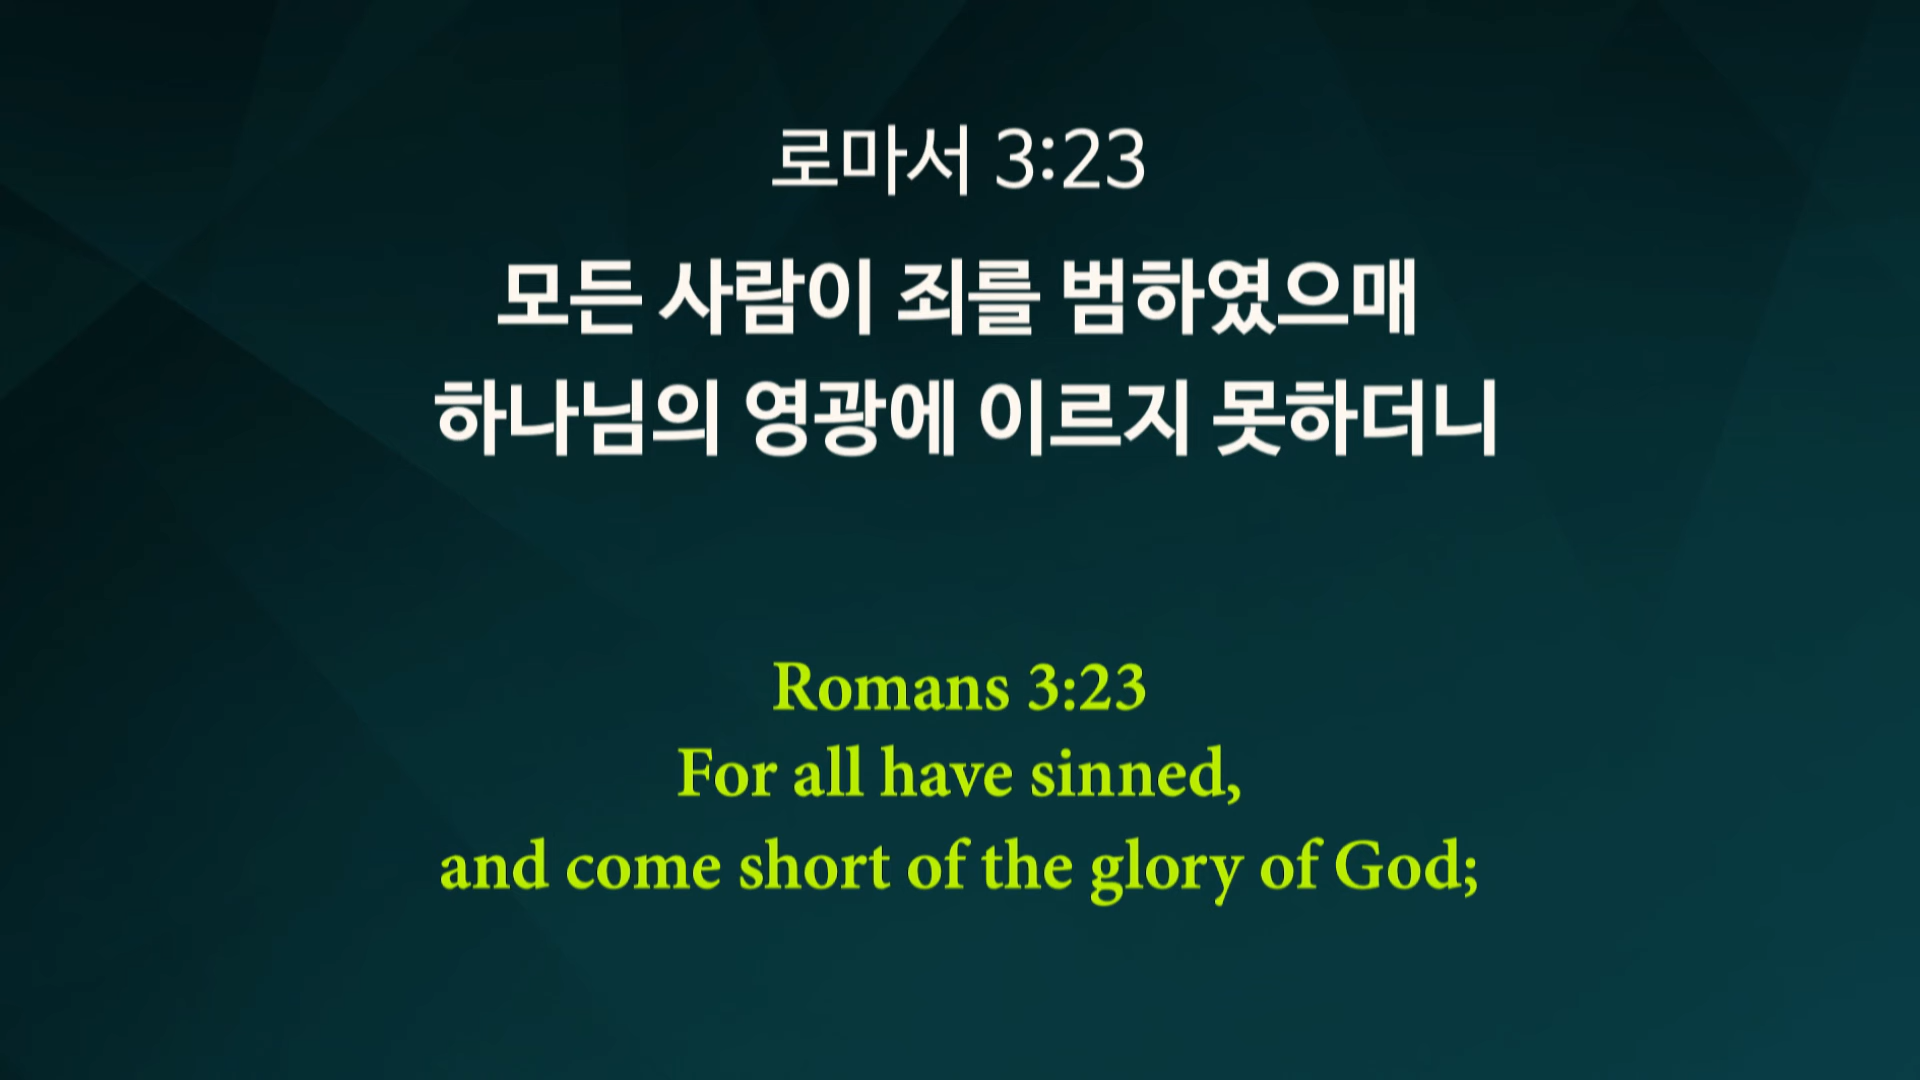 로마서 3:23
모든 사람이 죄를 범하였으매
하나님의 영광에 이르지 못하더니
Romans 3:23
For all have sinned,
and come short of the glory of God;